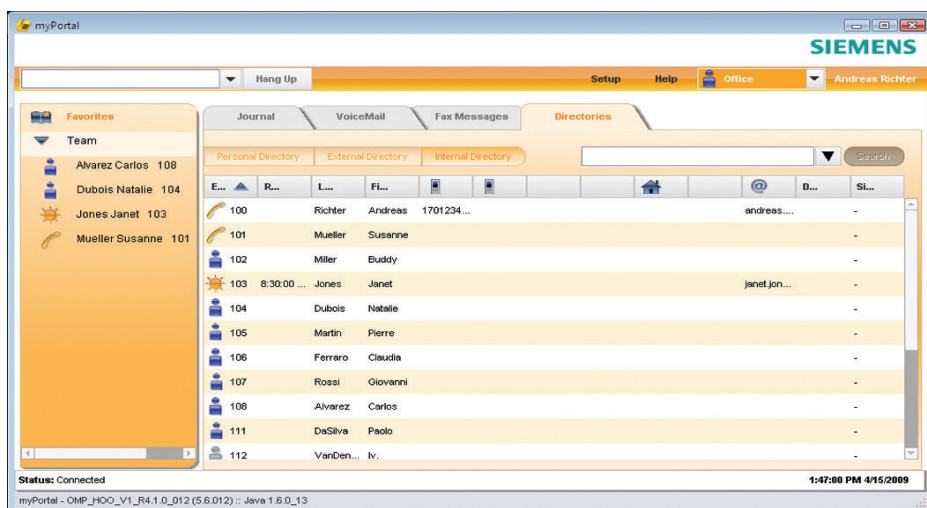 myPortal
SIEMENS
Hang Up Setup Help Office Andreas Richter
Favorites
Team
Alvarez Carlos 108
Dubois Natalie 104
Jones Janet 103
Mueller Susanne 101
Journal VoiceMail Fax Messages Directories
Personal Directory External Directory Internal Directory Search
E... R... L... Fi... @ D... Si...
100 Richter Andreas 1701234... andreas.... -
101 Mueller Susanne -
102 Miller Buddy -
103 8:30:00 ... Jones Janet janet.jon... -
104 Dubois Natalie -
105 Martin Pierre -
106 Ferraro Claudia -
107 Rossi Giovanni -
108 Alvarez Carlos -
111 DaSilva Paolo -
112 VanDen... Iv. -
Status: Connected 1:47:00 PM 4/15/2009
myPortal - OMP_HOO_V1_R4.1.0_012 (5.6.012) :: Java 1.6.0_13